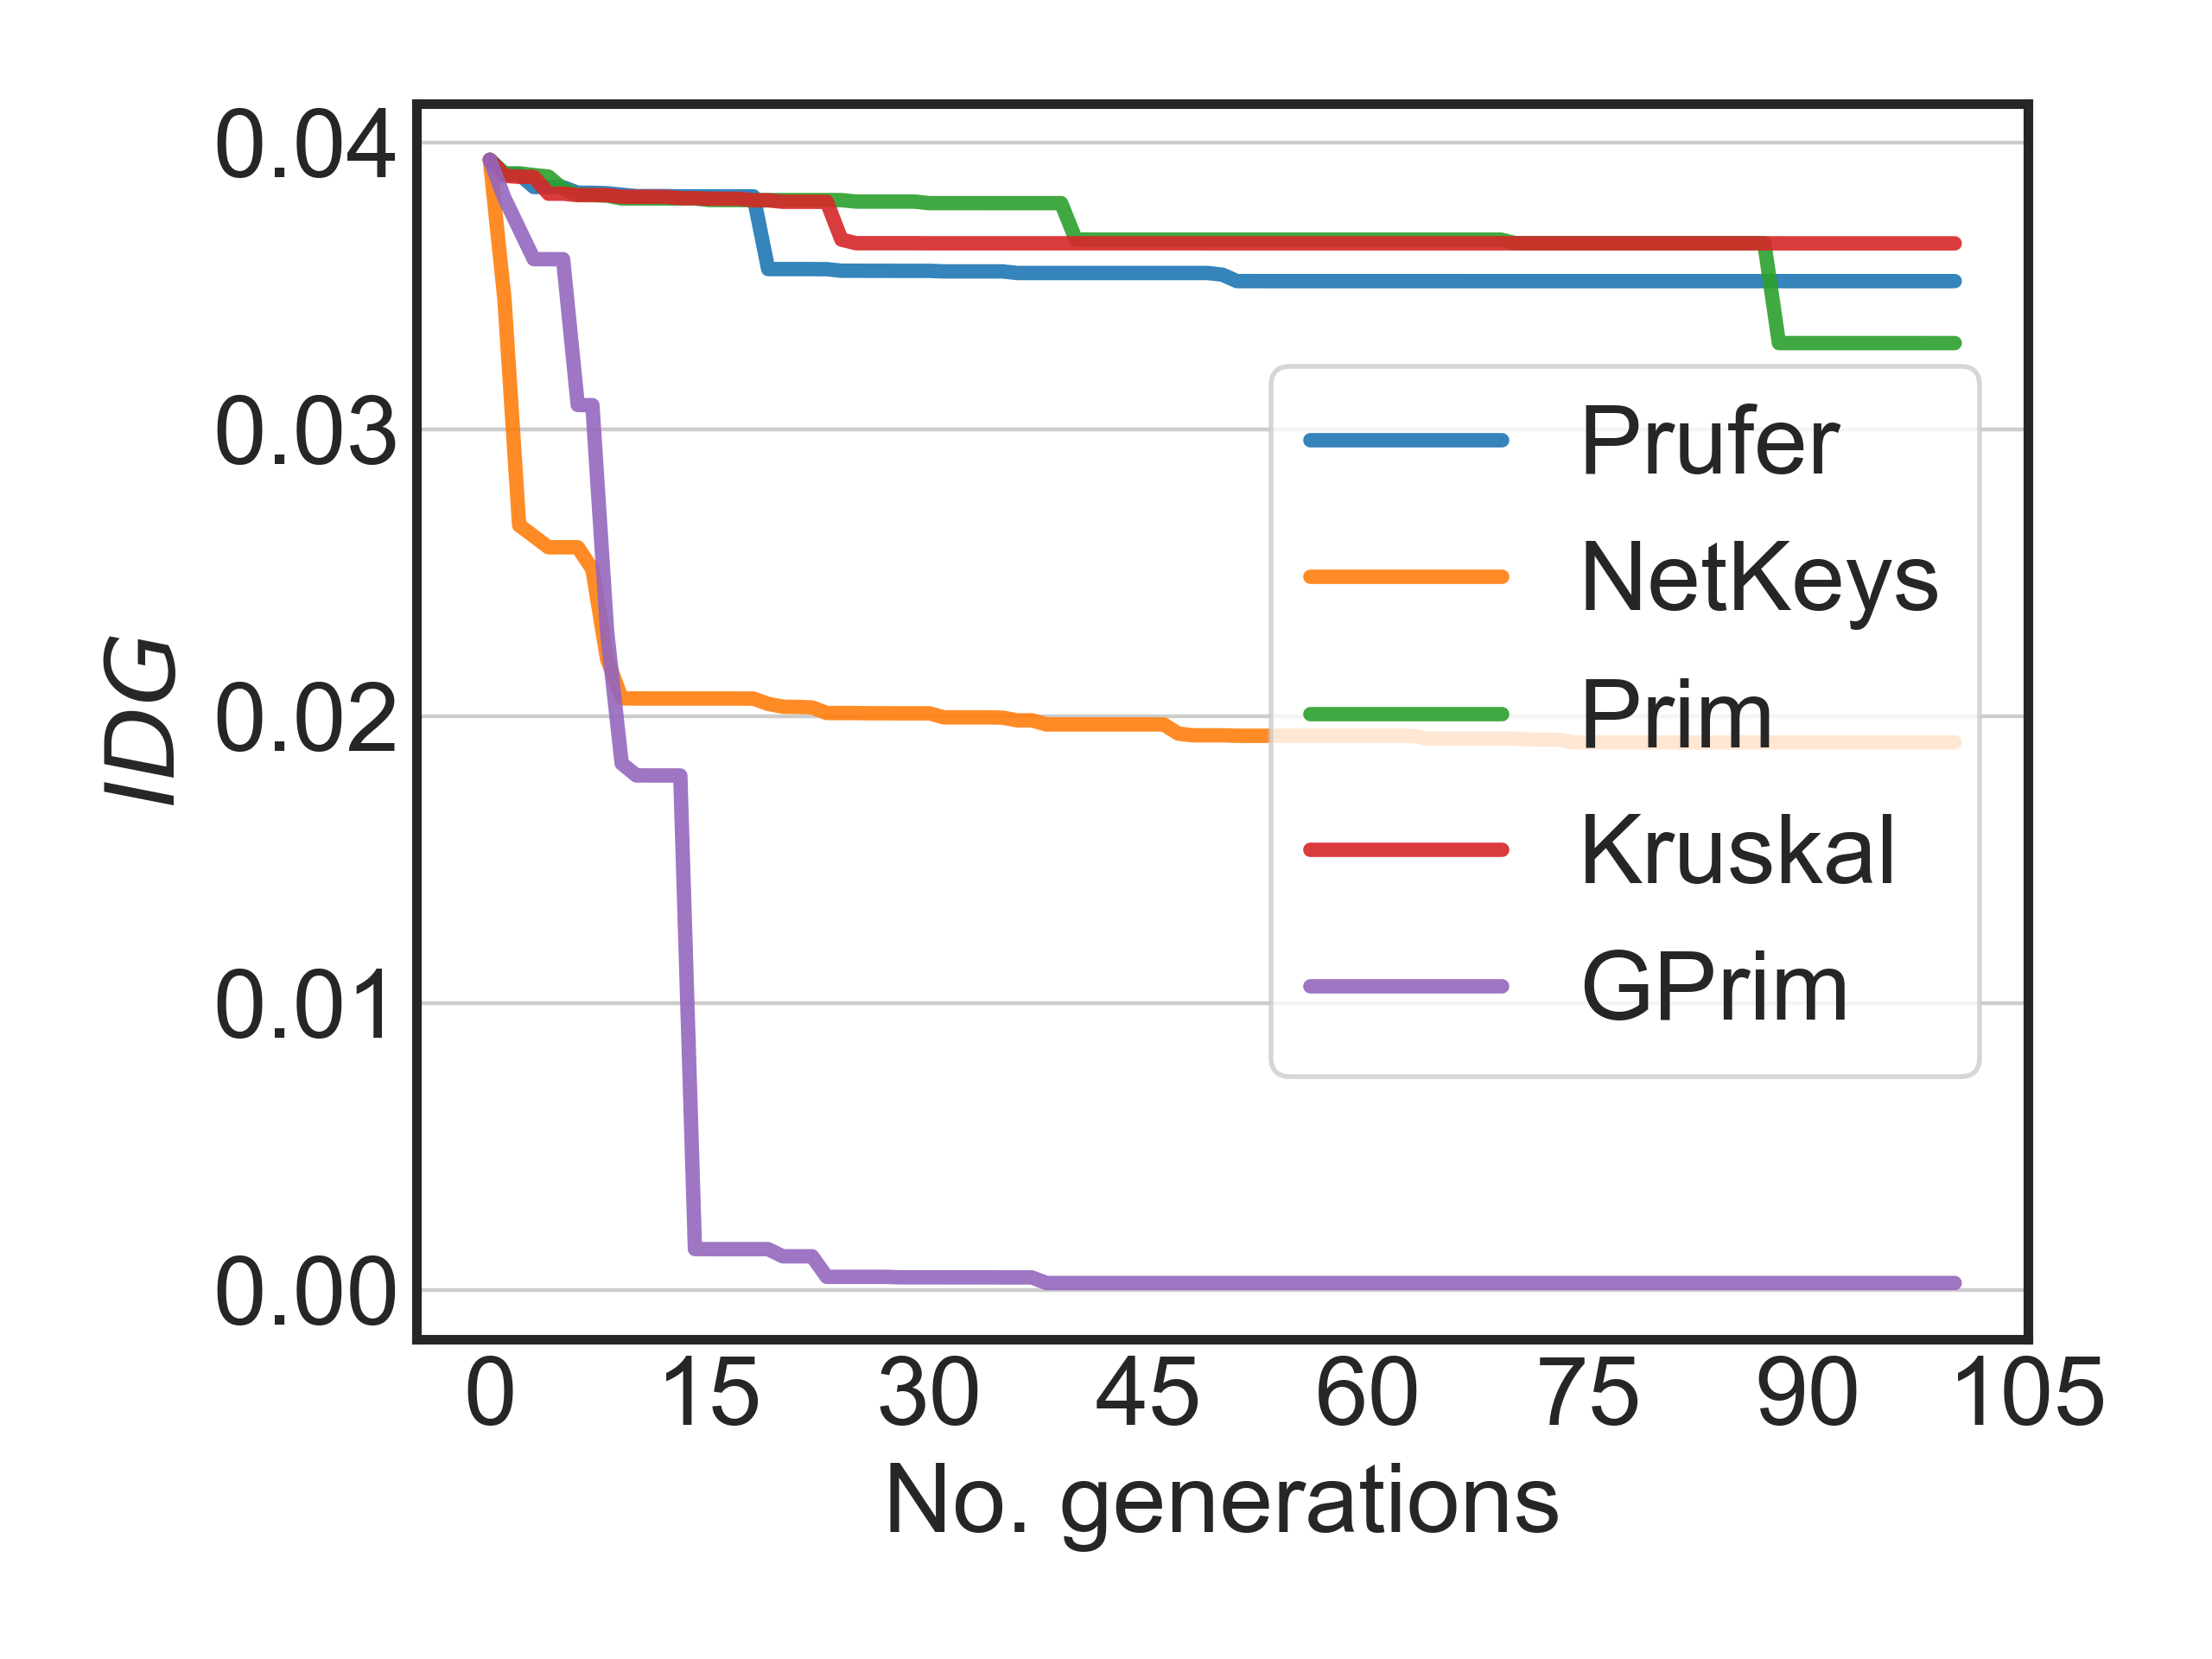 0.04
0.03
0.02
0.01
0.00
IDG
0 15 30 45 60 75 90 105
No. generations
Prufer
NetKeys
Prim
Kruskal
GPrim